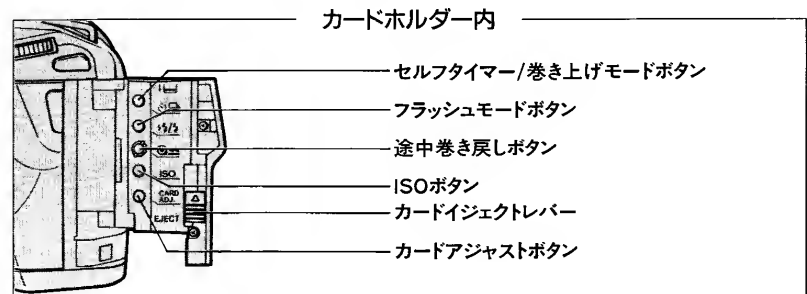 カードホルダー内
セルフタイマー/巻き上げモードボタン
フラッシュモードボタン
途中巻き戻しボタン
ISOボタン
カードイジェクトレバー
カードアジャストボタン
ISO
CARD
ADJ.
EJECT